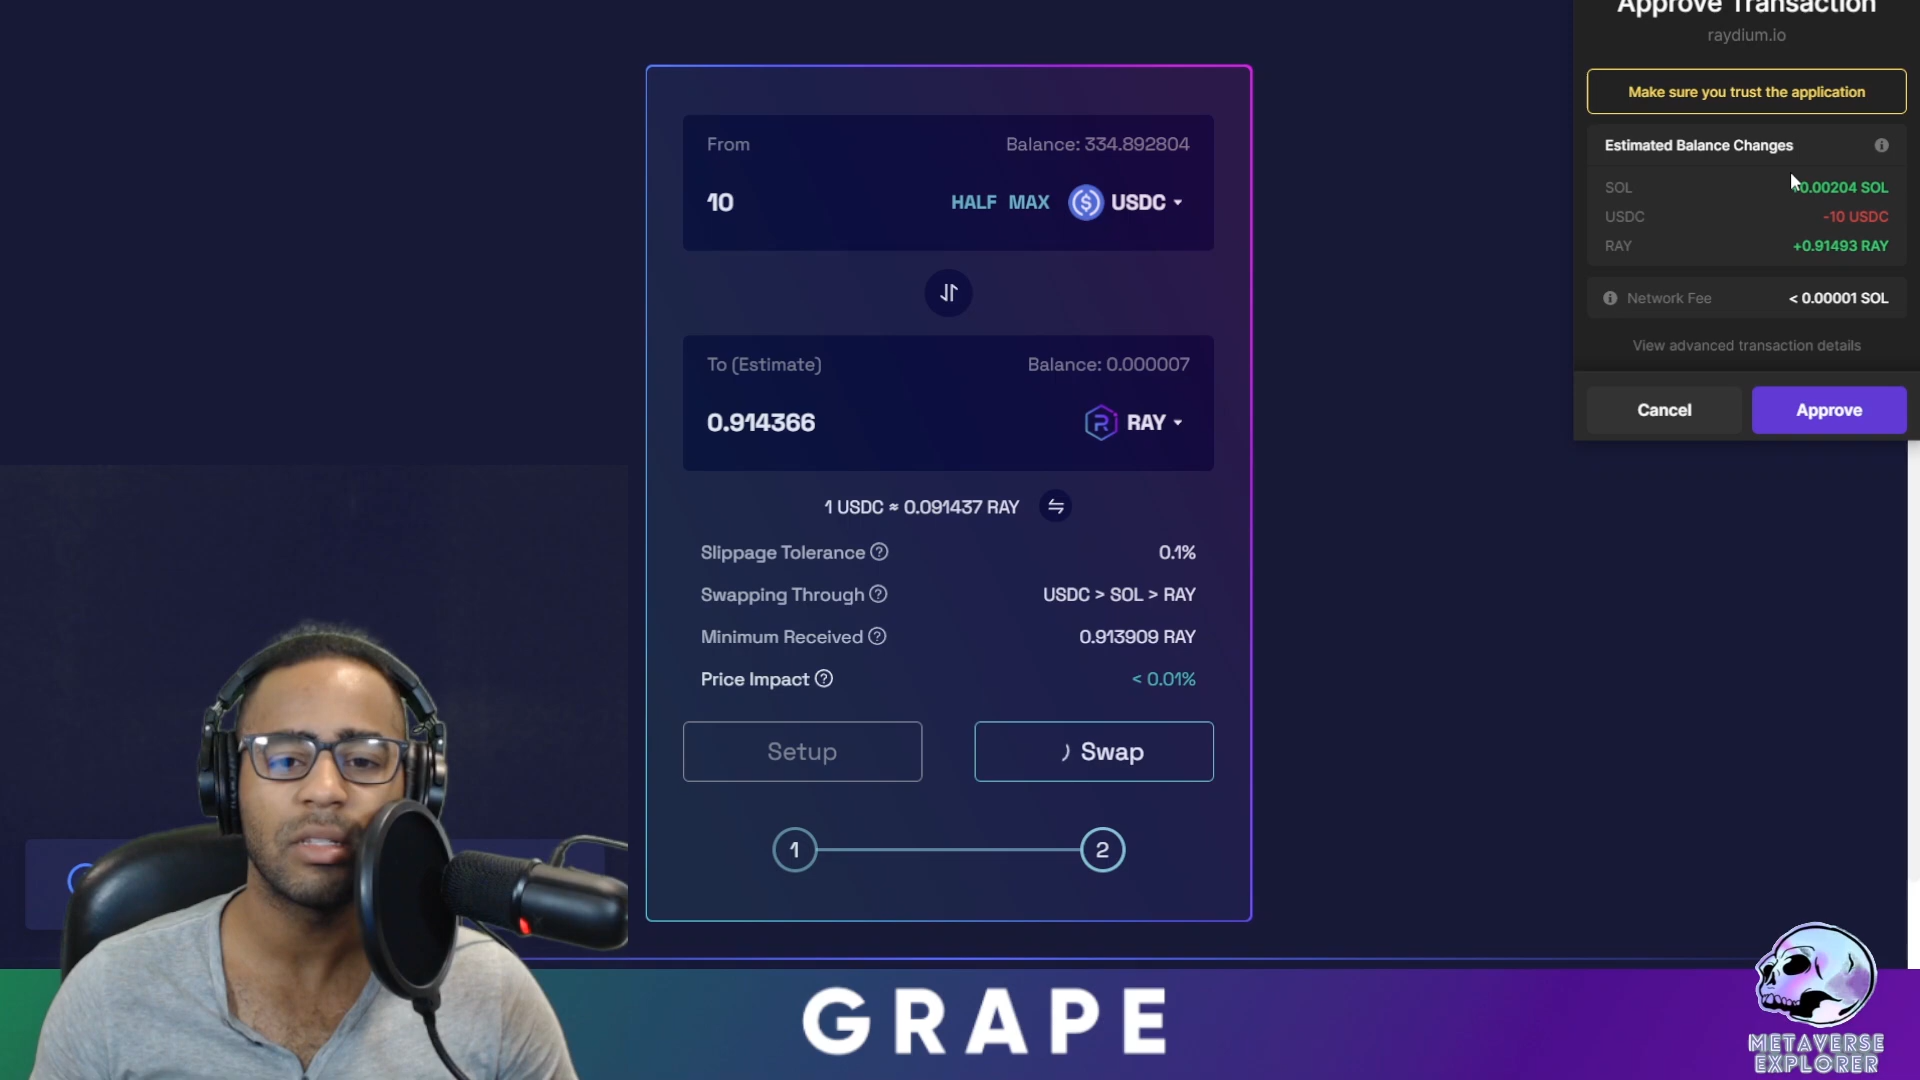 Approve Transaction
raydium.io
Make sure you trust the application
Estimated Balance Changes
SOL +0.00204 SOL
USDC -10 USDC
RAY +0.91493 RAY
Network Fee < 0.00001 SOL
View advanced transaction details
Cancel Approve
From Balance: 334.892804
10 HALF MAX USDC
To (Estimate) Balance: 0.000007
0.914366 RAY
1 USDC ≈ 0.091437 RAY
Slippage Tolerance 0.1%
Swapping Through USDC > SOL > RAY
Minimum Received 0.913909 RAY
Price Impact < 0.01%
Setup Swap
1 2
GRAPE
METAVERSE
EXPLORER